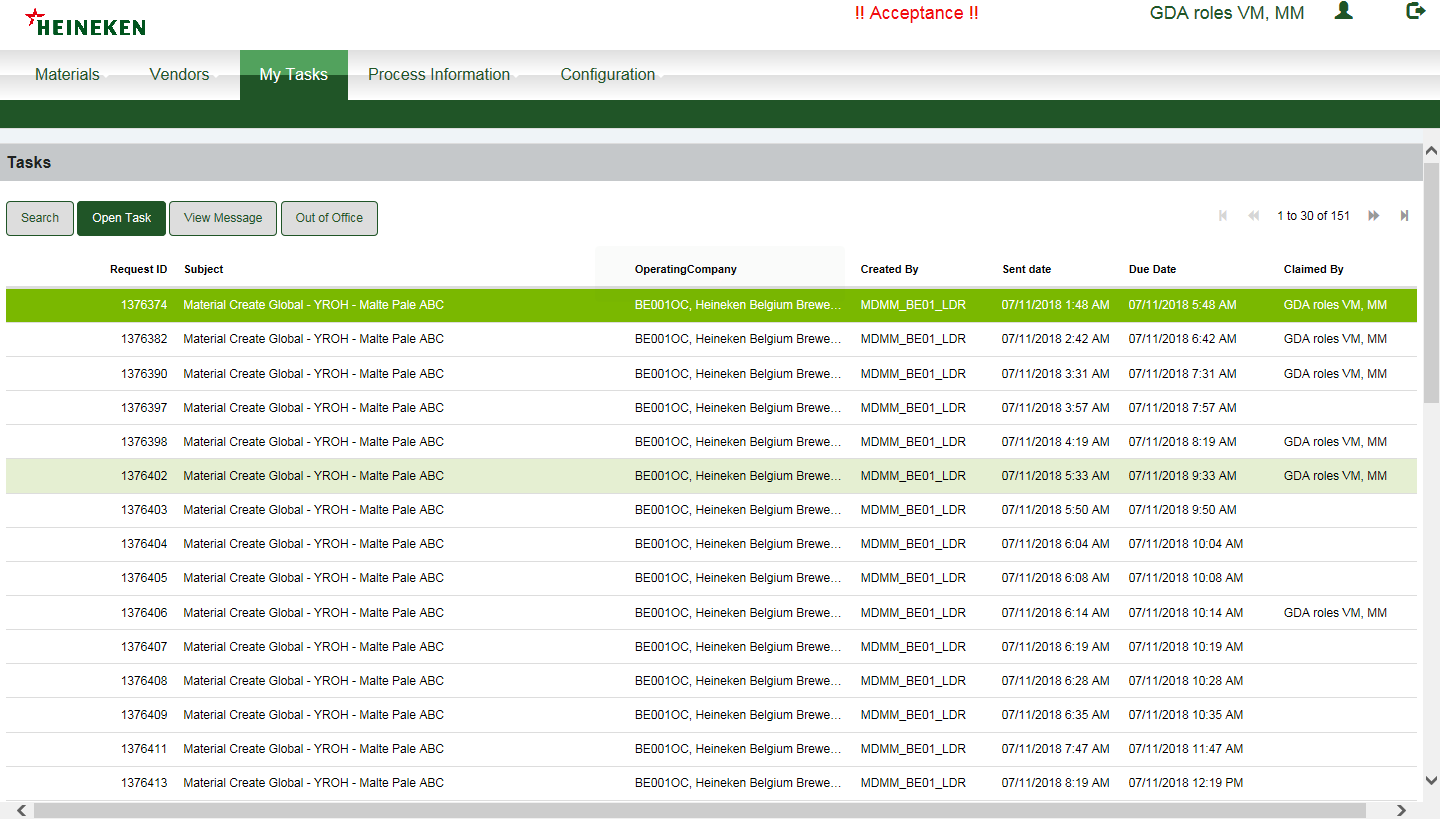 HEINEKEN
!! Acceptance !! GDA roles VM, MM
Materials Vendors My Tasks Process Information Configuration
Tasks
Search Open Task View Message Out of Office 1 to 30 of 151
Request ID Subject OperatingCompany Created By Sent date Due Date Claimed By
1376374 Material Create Global - YROH - Malte Pale ABC BE001OC, Heineken Belgium Brewe... MDMM_BE01_LDR 07/11/2018 1:48 AM 07/11/2018 5:48 AM GDA roles VM, MM
1376382 Material Create Global - YROH - Malte Pale ABC BE001OC, Heineken Belgium Brewe... MDMM_BE01_LDR 07/11/2018 2:42 AM 07/11/2018 6:42 AM GDA roles VM, MM
1376390 Material Create Global - YROH - Malte Pale ABC BE001OC, Heineken Belgium Brewe... MDMM_BE01_LDR 07/11/2018 3:31 AM 07/11/2018 7:31 AM GDA roles VM, MM
1376397 Material Create Global - YROH - Malte Pale ABC BE001OC, Heineken Belgium Brewe... MDMM_BE01_LDR 07/11/2018 3:57 AM 07/11/2018 7:57 AM
1376398 Material Create Global - YROH - Malte Pale ABC BE001OC, Heineken Belgium Brewe... MDMM_BE01_LDR 07/11/2018 4:19 AM 07/11/2018 8:19 AM GDA roles VM, MM
1376402 Material Create Global - YROH - Malte Pale ABC BE001OC, Heineken Belgium Brewe... MDMM_BE01_LDR 07/11/2018 5:33 AM 07/11/2018 9:33 AM GDA roles VM, MM
1376403 Material Create Global - YROH - Malte Pale ABC BE001OC, Heineken Belgium Brewe... MDMM_BE01_LDR 07/11/2018 5:50 AM 07/11/2018 9:50 AM
1376404 Material Create Global - YROH - Malte Pale ABC BE001OC, Heineken Belgium Brewe... MDMM_BE01_LDR 07/11/2018 6:04 AM 07/11/2018 10:04 AM
1376405 Material Create Global - YROH - Malte Pale ABC BE001OC, Heineken Belgium Brewe... MDMM_BE01_LDR 07/11/2018 6:08 AM 07/11/2018 10:08 AM
1376406 Material Create Global - YROH - Malte Pale ABC BE001OC, Heineken Belgium Brewe... MDMM_BE01_LDR 07/11/2018 6:14 AM 07/11/2018 10:14 AM GDA roles VM, MM
1376407 Material Create Global - YROH - Malte Pale ABC BE001OC, Heineken Belgium Brewe... MDMM_BE01_LDR 07/11/2018 6:19 AM 07/11/2018 10:19 AM
1376408 Material Create Global - YROH - Malte Pale ABC BE001OC, Heineken Belgium Brewe... MDMM_BE01_LDR 07/11/2018 6:28 AM 07/11/2018 10:28 AM
1376409 Material Create Global - YROH - Malte Pale ABC BE001OC, Heineken Belgium Brewe... MDMM_BE01_LDR 07/11/2018 6:35 AM 07/11/2018 10:35 AM
1376411 Material Create Global - YROH - Malte Pale ABC BE001OC, Heineken Belgium Brewe... MDMM_BE01_LDR 07/11/2018 7:47 AM 07/11/2018 11:47 AM
1376413 Material Create Global - YROH - Malte Pale ABC BE001OC, Heineken Belgium Brewe... MDMM_BE01_LDR 07/11/2018 8:19 AM 07/11/2018 12:19 PM